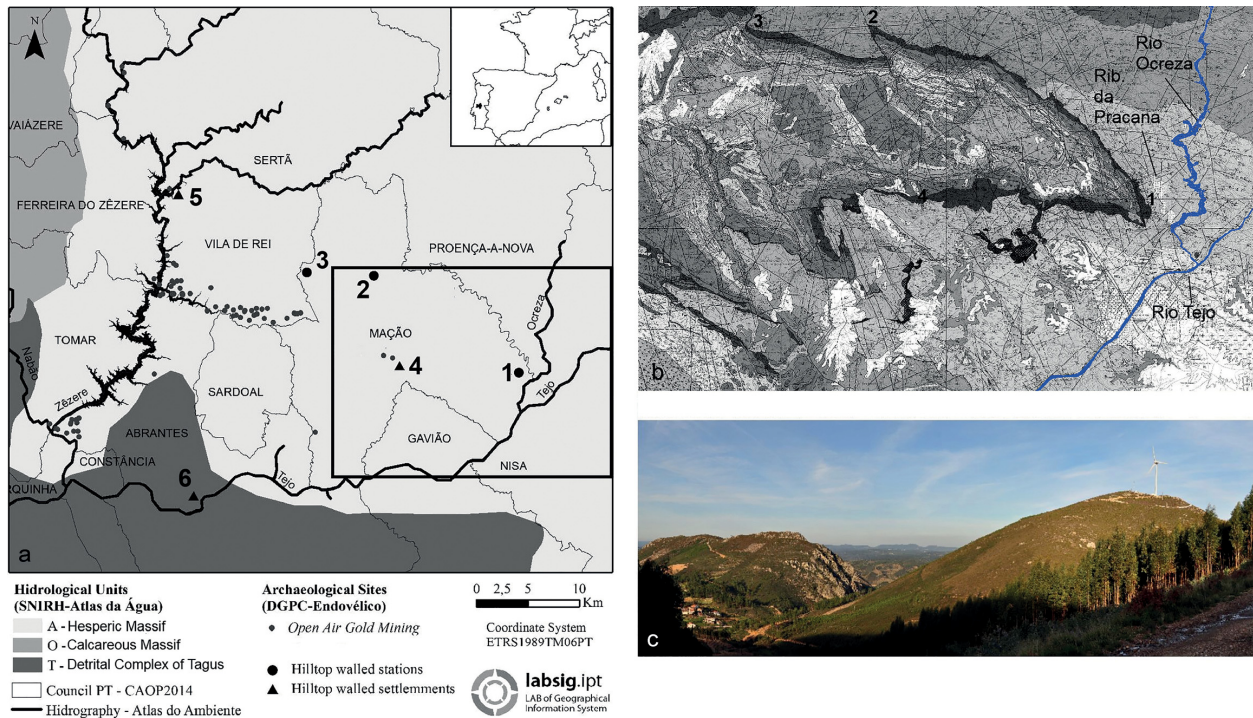 N
VAIÁZERE
SERTÃ
5
FERREIRA DO ZÊZERE
VILA DE REI
PROENÇA-A-NOVA
3
2
Ocreza
TOMAR
MAÇÃO
4
1
Nabão
SARDOAL
Tejo
Zêzere
ABRANTES
GAVIÃO
CONSTÂNCIA
NISA
RQUINHA
6
Tejo
a
Hidrological Units
(SNIRH-Atlas da Água)
A - Hesperic Massif
O - Calcareous Massif
T - Detrital Complex of Tagus
Council PT - CAOP2014
Hidrography - Atlas do Ambiente
Archaeological Sites
(DGPC-Endovélico)
Open Air Gold Mining
Hilltop walled stations
Hilltop walled settlemments
0 2,5 5 10
Km
Coordinate System
ETRS1989TM06PT
labsig.ipt
LAB of Geographical
Information System
3
2
Rio
Ocreza
Rib.
da
Pracana
4
1
Rio Tejo
b
c